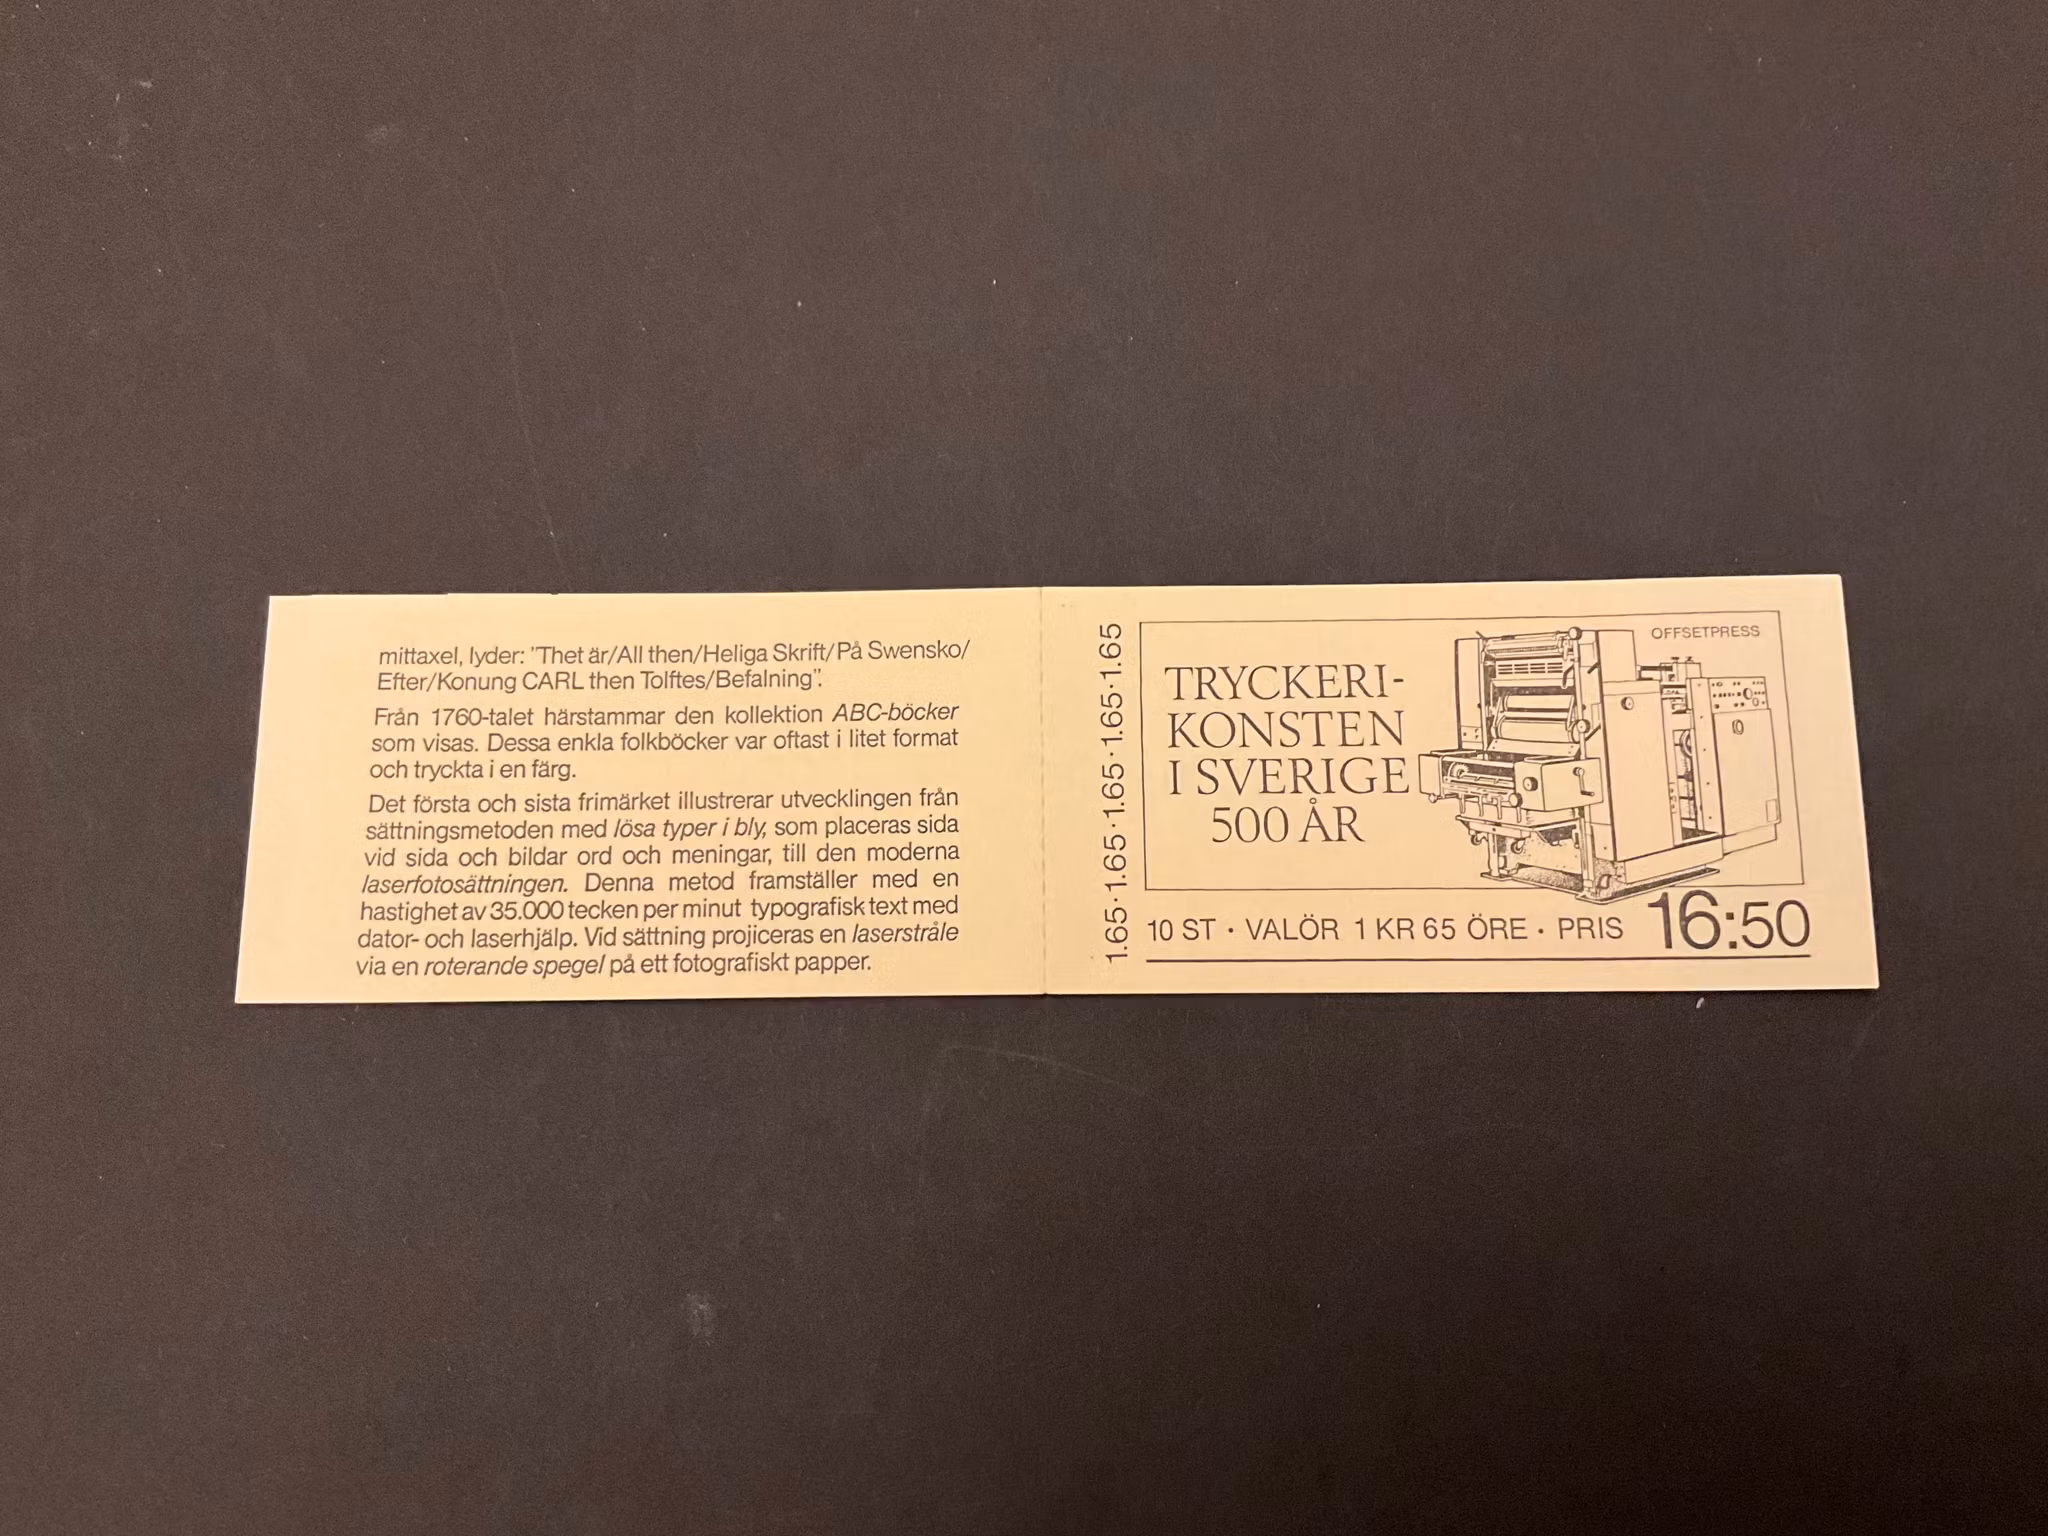 mittaxel, lyder: "Thet är/All then/Heliga Skrift/På Swensko/
Efter/Konung CARL then Tolftes/Befalning".
Från 1760-talet härstammar den kollektion ABC-böcker
som visas. Dessa enkla folkböcker var oftast i litet format
och tryckta i en färg.
Det första och sista frimärket illustrerar utvecklingen från
sättningsmetoden med lösa typer i bly, som placeras sida
vid sida och bildar ord och meningar, till den moderna
laserfotosättningen. Denna metod framställer med en
hastighet av 35.000 tecken per minut typografisk text med
dator- och laserhjälp. Vid sättning projiceras en laserstråle
via en roterande spegel på ett fotografiskt papper.
1.65·1.65·1.65·1.65·1.65
OFFSETPRESS
TRYCKERI-
KONSTEN
I SVERIGE
500 ÅR
10 ST · VALÖR 1 KR 65 ÖRE · PRIS 16:50